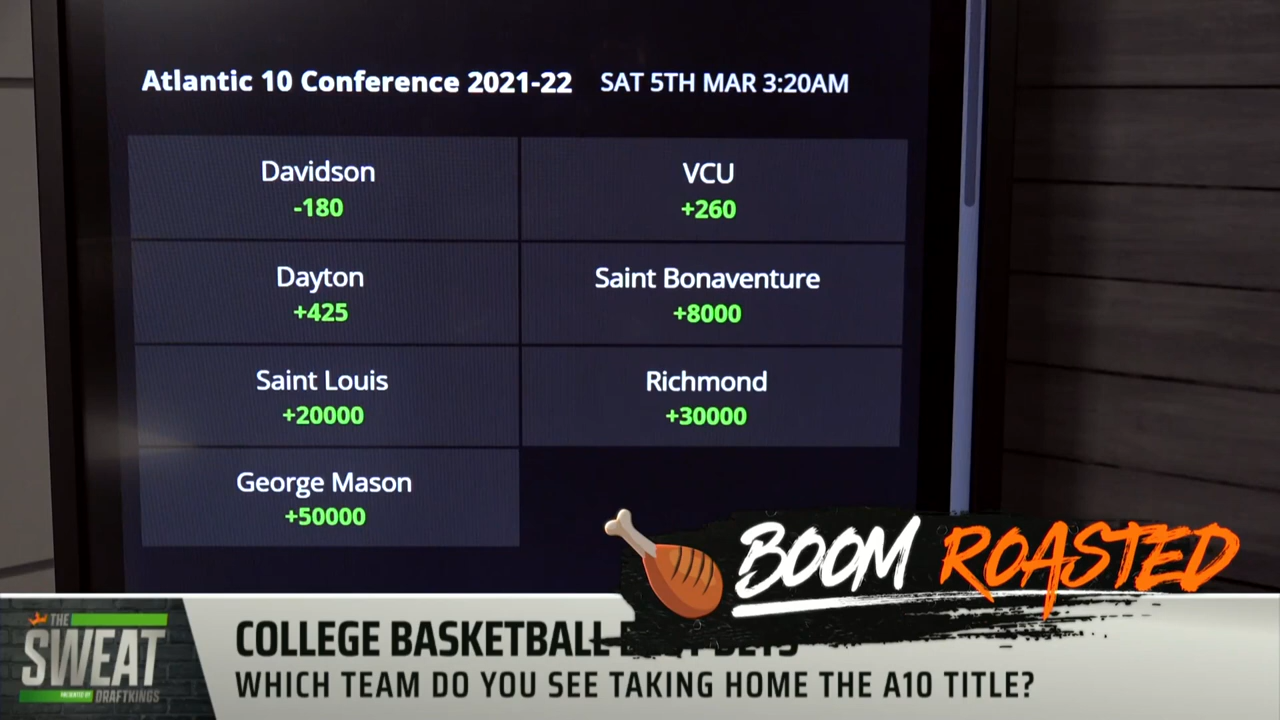 Atlantic 10 Conference 2021-22 SAT 5TH MAR 3:20AM
Davidson
-180
VCU
+260
Dayton
+425
Saint Bonaventure
+8000
Saint Louis
+20000
Richmond
+30000
George Mason
+50000
BOOM ROASTED
THE
SWEAT
PRESENTED BY DRAFTKINGS
COLLEGE BASKETBALL
WHICH TEAM DO YOU SEE TAKING HOME THE A10 TITLE?